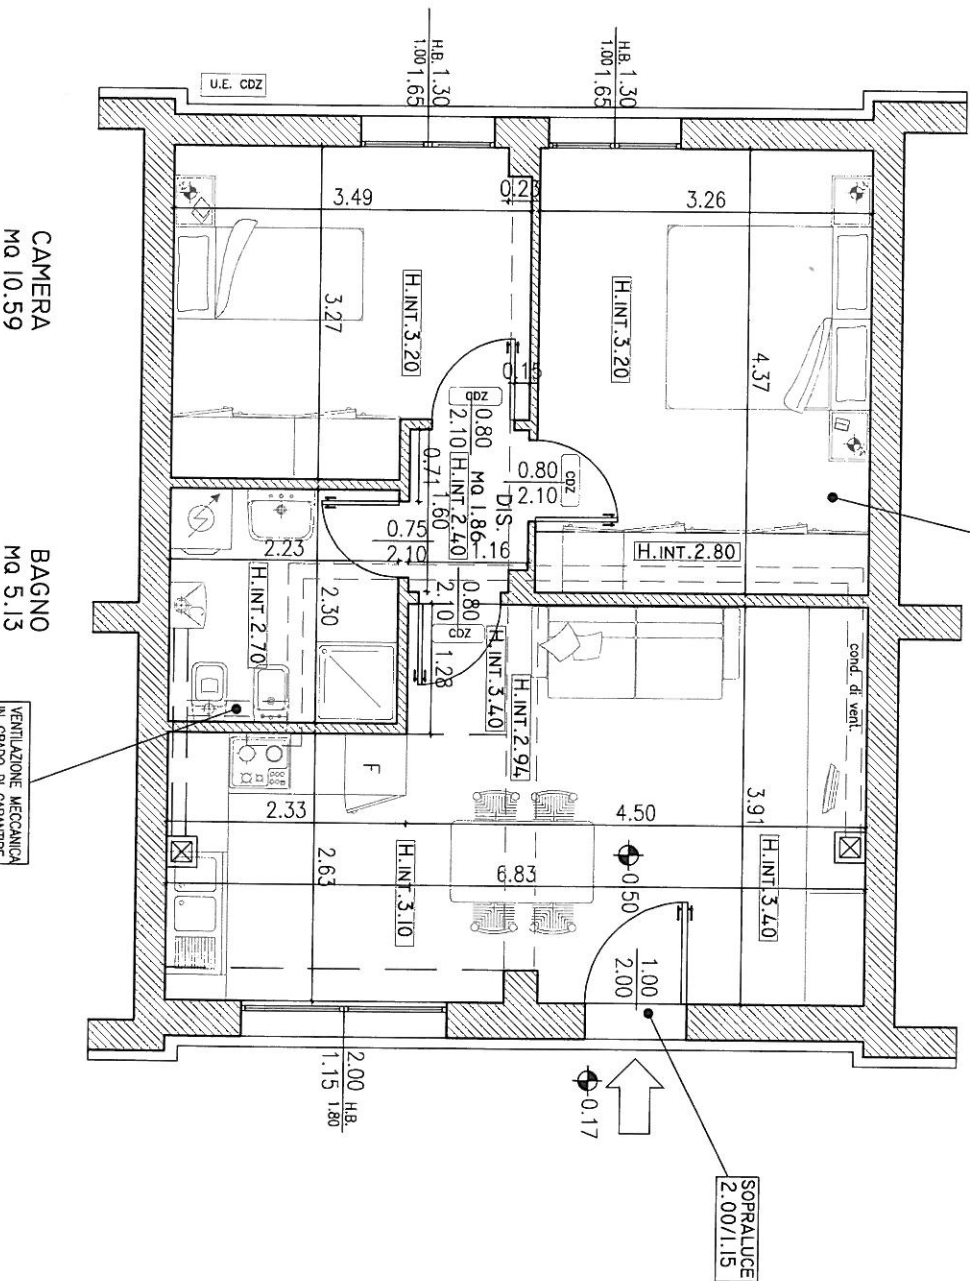 U.E. CDZ
H.B. 1.30
1.00 1.65
H.B. 1.30
1.00 1.65
3.49
0.23
3.26
H.INT.3.20
3.27
H.INT.3.20
4.37
0.15
CDZ
0.80
2.10
CDZ
0.80
2.10
DIS.
MQ 1.86
H.INT.2.40
0.71
1.60
1.16
0.75
2.10
H.INT.2.80
2.23
H.INT.2.70
2.30
0.80
2.10
CDZ
1.28
H.INT.3.40
H.INT.2.94
cond. di vent.
F
2.33
4.50
3.91
2.63
H.INT.3.10
6.83
-0.50
H.INT.3.40
1.00
2.00
2.00 H.B.
1.15 1.80
-0.17
SOPRALUCE
2.00/1.15
CAMERA
MQ 10.59
BAGNO
MQ 5.13
VENTILAZIONE MECCANICA
IN GRADO DI GARANTIRE